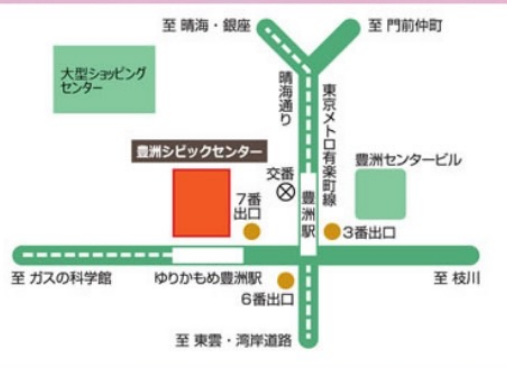 至 晴海・銀座
至 門前仲町
大型ショッピング
センター
晴海通り
東京メトロ有楽町線
豊洲シビックセンター
豊洲センタービル
交番
7番
出口
豊洲駅
3番出口
至 ガスの科学館
ゆりかもめ豊洲駅
至 枝川
6番出口
至 東雲・湾岸道路